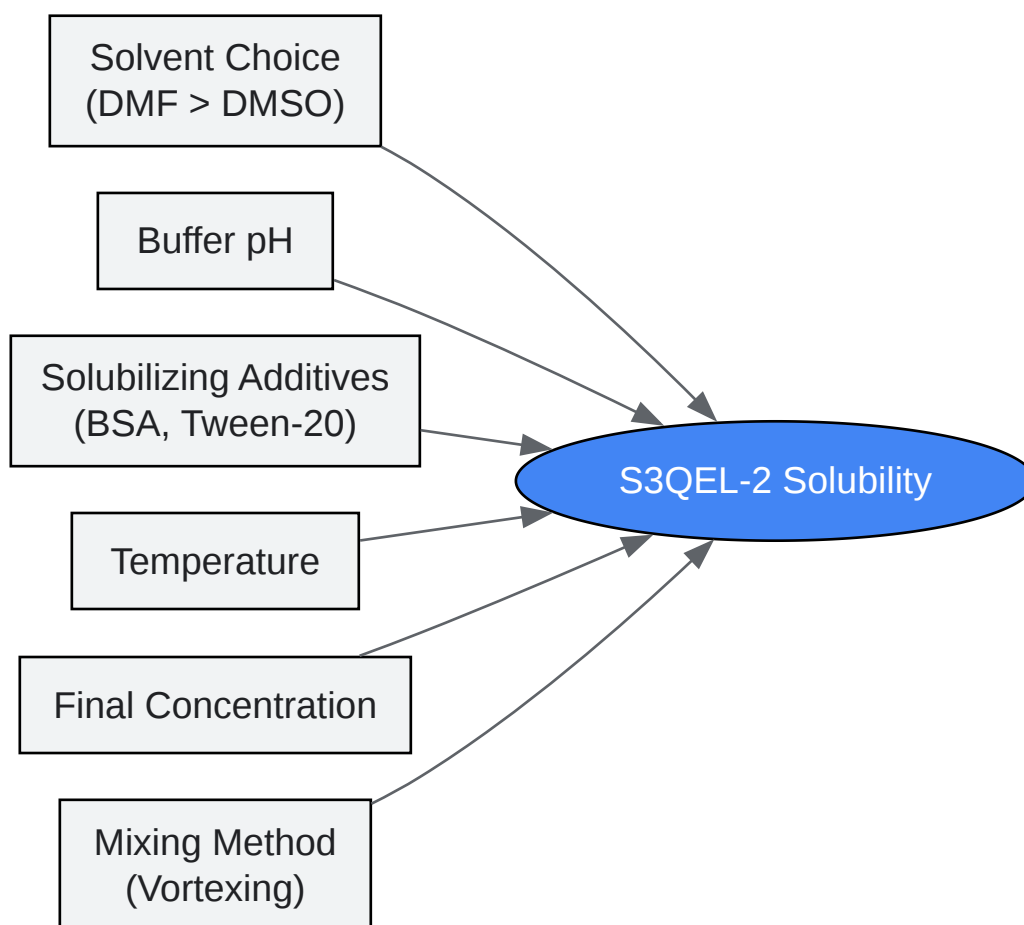 Solvent Choice
(DMF > DMSO)
Buffer pH
Solubilizing Additives
(BSA, Tween-20)
S3QEL-2 Solubility
Temperature
Final Concentration
Mixing Method
(Vortexing)